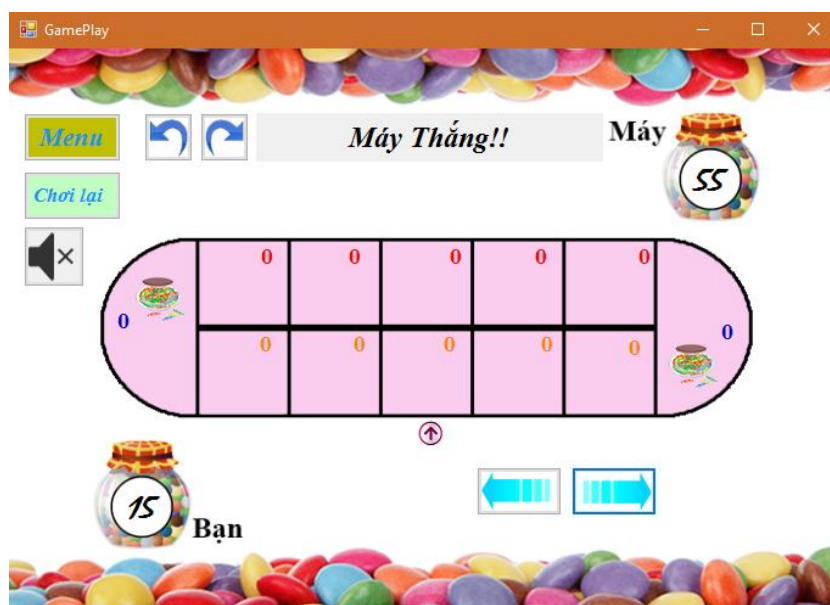 GamePlay
Menu
Máy Thắng!!
Máy
55
Chơi lại
0 0 0 0 0
0
0
0 0 0 0 0
15
Bạn